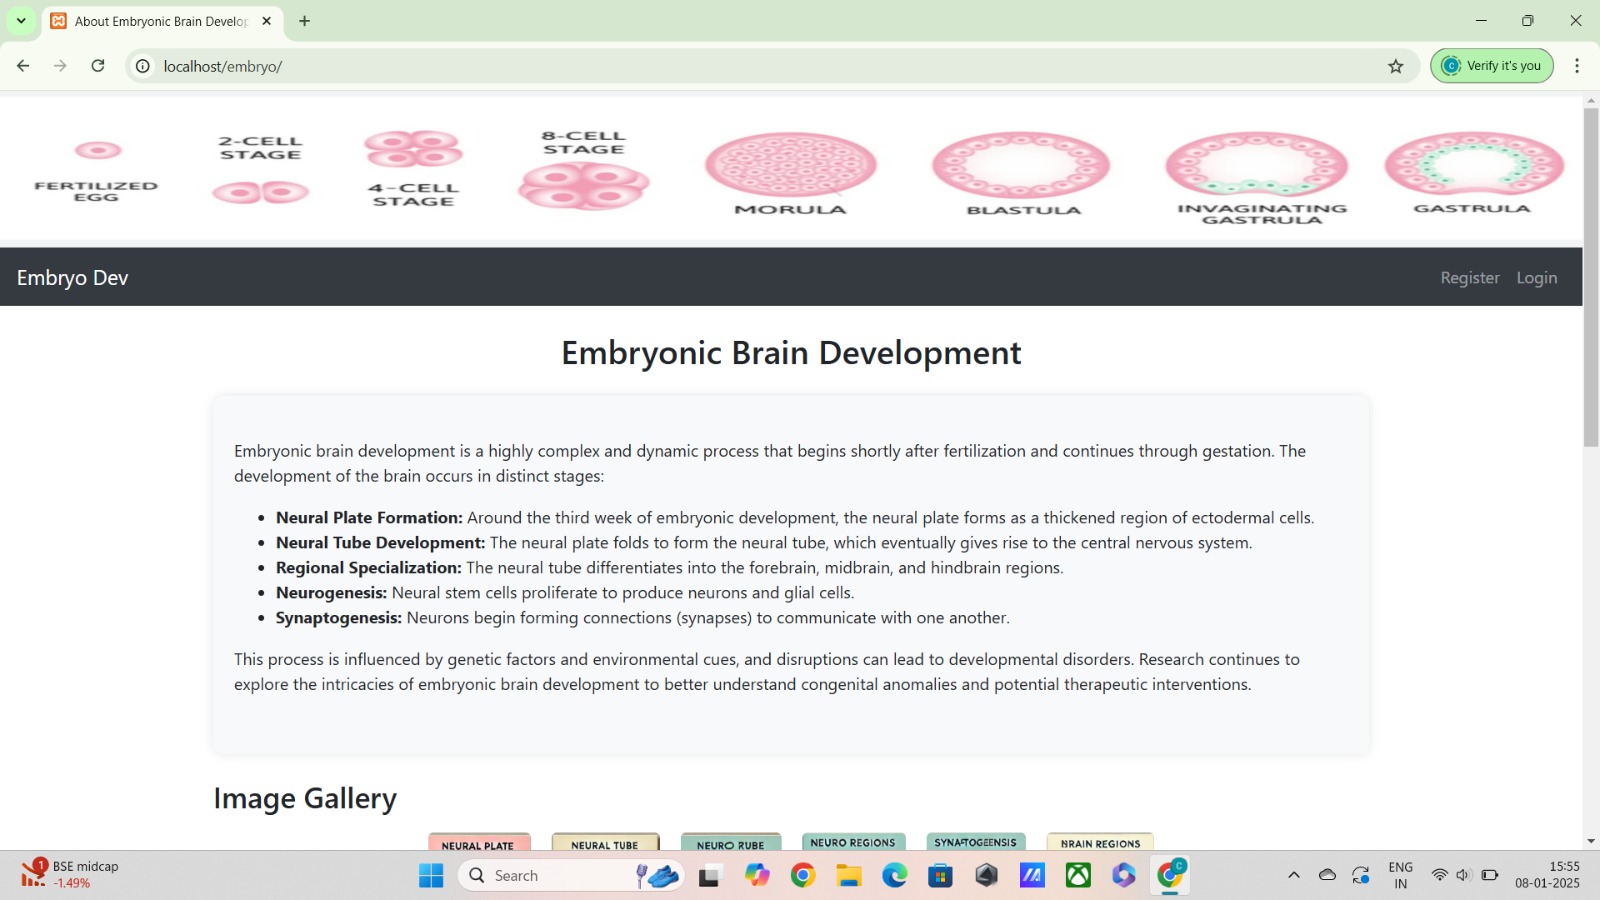 About Embryonic Brain Develop
localhost/embryo/
Verify it's you
FERTILIZED
EGG
2-CELL
STAGE
4-CELL
STAGE
8-CELL
STAGE
MORULA
BLASTULA
INVAGINATING
GASTRULA
GASTRULA
Embryo Dev
Register
Login
Embryonic Brain Development
Embryonic brain development is a highly complex and dynamic process that begins shortly after fertilization and continues through gestation. The
development of the brain occurs in distinct stages:
• Neural Plate Formation: Around the third week of embryonic development, the neural plate forms as a thickened region of ectodermal cells.
• Neural Tube Development: The neural plate folds to form the neural tube, which eventually gives rise to the central nervous system.
• Regional Specialization: The neural tube differentiates into the forebrain, midbrain, and hindbrain regions.
• Neurogenesis: Neural stem cells proliferate to produce neurons and glial cells.
• Synaptogenesis: Neurons begin forming connections (synapses) to communicate with one another.
This process is influenced by genetic factors and environmental cues, and disruptions can lead to developmental disorders. Research continues to
explore the intricacies of embryonic brain development to better understand congenital anomalies and potential therapeutic interventions.
Image Gallery
NEURAL PLATE
NEURAL TUBE
NEURO RUBE
NEURO REGIONS
SYNATOGEENSIS
BRAIN REGIONS
1
BSE midcap
-1.49%
Search
ENG
IN
15:55
08-01-2025